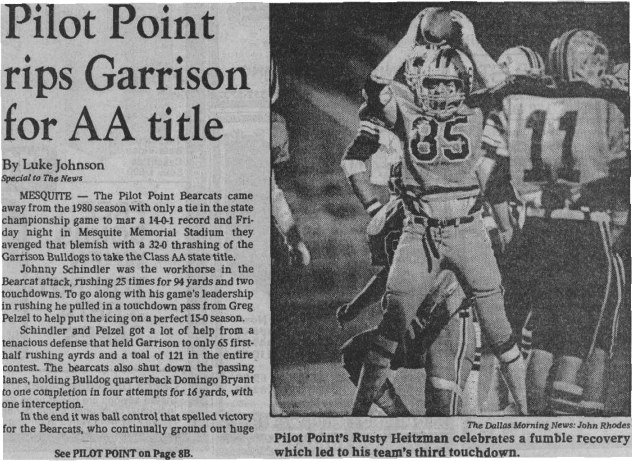 Pilot Point
rips Garrison
for AA title
By Luke Johnson
Special to The News
MESQUITE — The Pilot Point Bearcats came
away from the 1980 season with only a tie in the state
championship game to mar a 14-0-1 record and Fri-
day night in Mesquite Memorial Stadium they
avenged that blemish with a 32-0 thrashing of the
Garrison Bulldogs to take the Class AA state title.
Johnny Schindler was the workhorse in the
Bearcat attack, rushing 25 times for 94 yards and two
touchdowns. To go along with his game's leadership
in rushing he pulled in a touchdown pass from Greg
Pelzel to help put the icing on a perfect 15-0 season.
Schindler and Pelzel got a lot of help from a
tenacious defense that held Garrison to only 65 first-
half rushing ayrds and a toal of 121 in the entire
contest. The bearcats also shut down the passing
lanes, holding Bulldog quarterback Domingo Bryant
to one completion in four attempts for 16 yards, with
one interception.
In the end it was ball control that spelled victory
for the Bearcats, who continually ground out huge
See PILOT POINT on Page 8B.
85
11
The Dallas Morning News: John Rhodes
Pilot Point's Rusty Heitzman celebrates a fumble recovery
which led to his team's third touchdown.